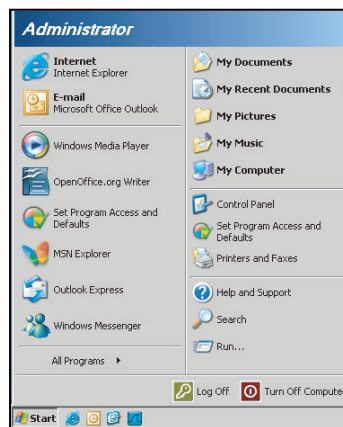 Administrator
Internet
Internet Explorer
E-mail
Microsoft Office Outlook
Windows Media Player
OpenOffice.org Writer
Set Program Access and
Defaults
MSN Explorer
Outlook Express
Windows Messenger
All Programs
My Documents
My Recent Documents
My Pictures
My Music
My Computer
Control Panel
Set Program Access and
Defaults
Printers and Faxes
Help and Support
Search
Run...
Log Off
Turn Off Compute
Start